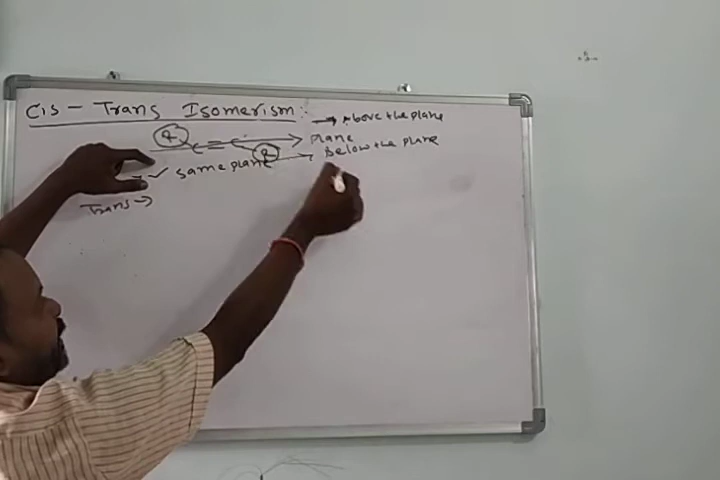 Cis - Trans Isomerism :
→ Above the plane
R C = C → plane
R → Below the plane
✓ same plane
Trans →